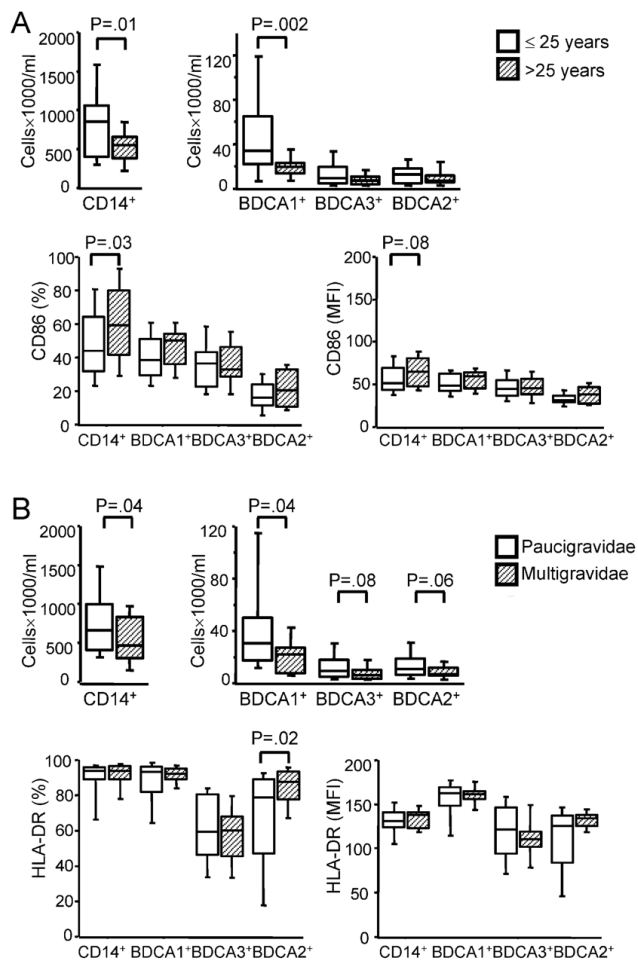 A
P=.01
P=.002
≤ 25 years
>25 years
Cells×1000/ml
2000
1500
1000
500
0
CD14⁺
Cells×1000/ml
120
80
40
0
BDCA1⁺ BDCA3⁺ BDCA2⁺
P=.03
CD86 (%)
100
80
60
40
20
0
CD14⁺ BDCA1⁺ BDCA3⁺ BDCA2⁺
P=.08
CD86 (MFI)
200
150
100
50
0
CD14⁺ BDCA1⁺ BDCA3⁺ BDCA2⁺
B
P=.04
P=.04
P=.08
P=.06
Paucigravidae
Multigravidae
Cells×1000/ml
2000
1500
1000
500
0
CD14⁺
Cells×1000/ml
120
80
40
0
BDCA1⁺ BDCA3⁺ BDCA2⁺
P=.02
HLA-DR (%)
100
80
60
40
20
0
CD14⁺ BDCA1⁺ BDCA3⁺ BDCA2⁺
HLA-DR (MFI)
200
150
100
50
0
CD14⁺ BDCA1⁺ BDCA3⁺ BDCA2⁺